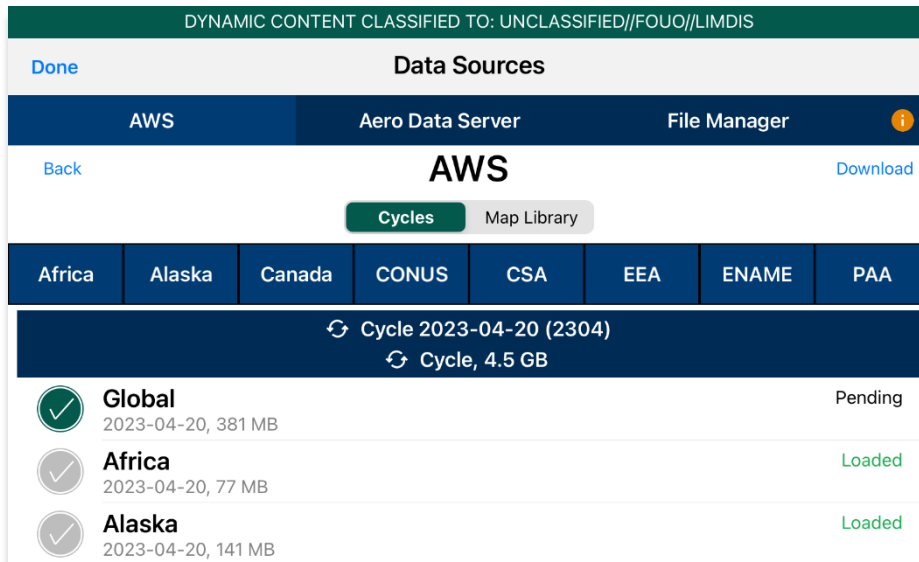 DYNAMIC CONTENT CLASSIFIED TO: UNCLASSIFIED//FOUO//LIMDIS
Done Data Sources
AWS Aero Data Server File Manager i
Back AWS Download
Cycles Map Library
Africa Alaska Canada CONUS CSA EEA ENAME PAA
Cycle 2023-04-20 (2304)
Cycle, 4.5 GB
Global Pending
2023-04-20, 381 MB
Africa Loaded
2023-04-20, 77 MB
Alaska Loaded
2023-04-20, 141 MB